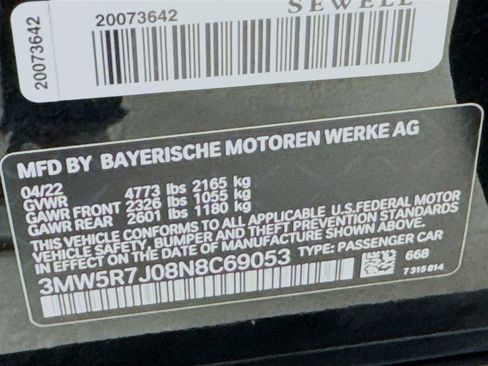 SEWELL
20073642
20073642
MFD BY BAYERISCHE MOTOREN WERKE AG
04/22
GVWR 4773 lbs 2165 kg
GAWR FRONT 2326 lbs 1055 kg
GAWR REAR 2601 lbs 1180 kg
THIS VEHICLE CONFORMS TO ALL APPLICABLE U.S. FEDERAL MOTOR
VEHICLE SAFETY, BUMPER AND THEFT
PREVENTION STANDARDS IN EFFECT ON THE DATE OF MANUFACTURE SHOWN ABOVE.
3MW5R7J08N8C69053 TYPE: PASSENGER CAR
668
7 315 014